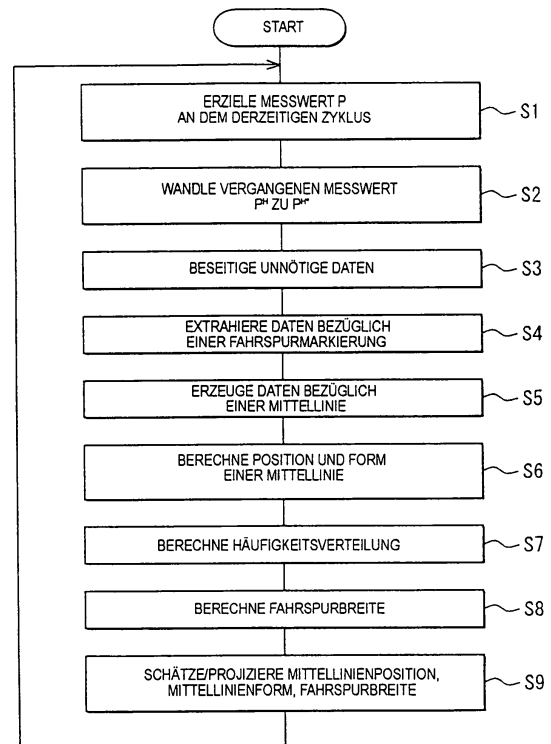 START
ERZIELE MESSWERT P
AN DEM DERZEITIGEN ZYKLUS
S1
WANDLE VERGANGENEN MESSWERT
Pᴴ ZU Pᴴ*
S2
BESEITIGE UNNÖTIGE DATEN
S3
EXTRAHIERE DATEN BEZÜGLICH
EINER FAHRSPURMARKIERUNG
S4
ERZEUGE DATEN BEZÜGLICH
EINER MITTELLINIE
S5
BERECHNE POSITION UND FORM
EINER MITTELLINIE
S6
BERECHNE HÄUFIGKEITSVERTEILUNG
S7
BERECHNE FAHRSPURBREITE
S8
SCHÄTZE/PROJIZIERE MITTELLINIENPOSITION,
MITTELLINIENFORM, FAHRSPURBREITE
S9